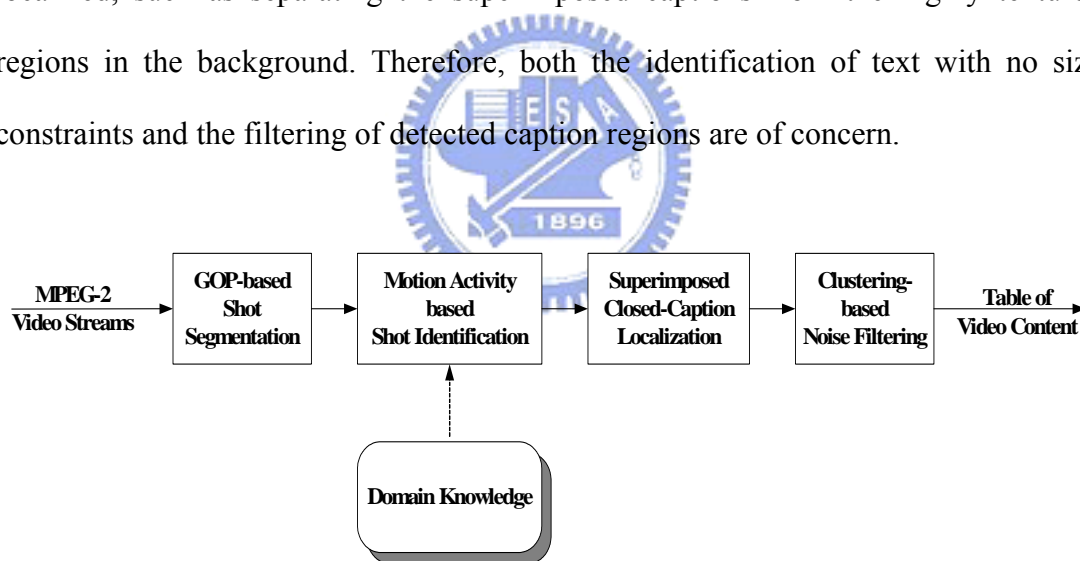 regions in the background. Therefore, both the identification of text with no
constraints and the filtering of detected caption regions are of concern.
ESA
1896
MPEG-2
Video Streams
GOP-based
Shot
Segmentation
Motion Activity
based
Shot Identification
Superimposed
Closed-Caption
Localization
Clustering-
based
Noise Filtering
Table of
Video Content
Domain Knowledge